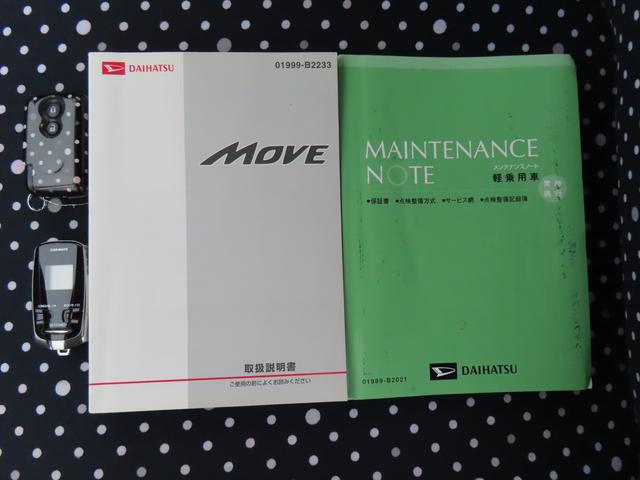 DAIHATSU
01999-B2233
MOVE
取扱説明書
ご使用の前によくお読みください
MAINTENANCE
NOTE
メンテナンスノート
軽乗用車
●保証書 ●点検整備方式 ●サービス網 ●点検整備記録簿
01989-B2021
DAIHATSU
CARMATE